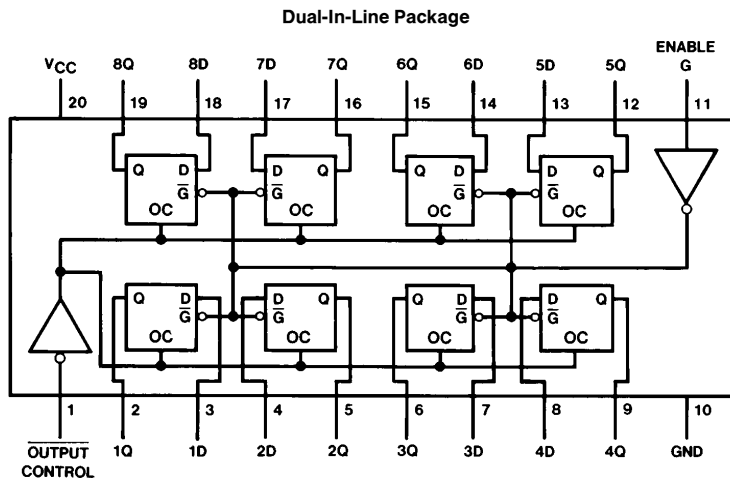 Dual-In-Line Package
ENABLE
VCC 8Q 8D 7D 7Q 6Q 6D 5D 5Q G
20 19 18 17 16 15 14 13 12 11
Q D D Q Q D D Q
G G G G
OC OC OC OC
Q D D Q Q D D Q
G G G G
OC OC OC OC
1 2 3 4 5 6 7 8 9 10
OUTPUT 1Q 1D 2D 2Q 3Q 3D 4D 4Q GND
CONTROL